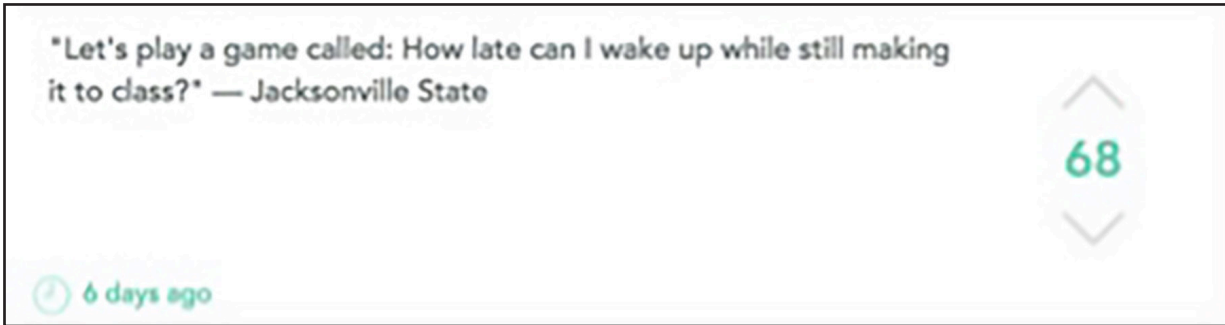 "Let's play a game called: How late can I wake up while still making
it to class?" — Jacksonville State
68
6 days ago